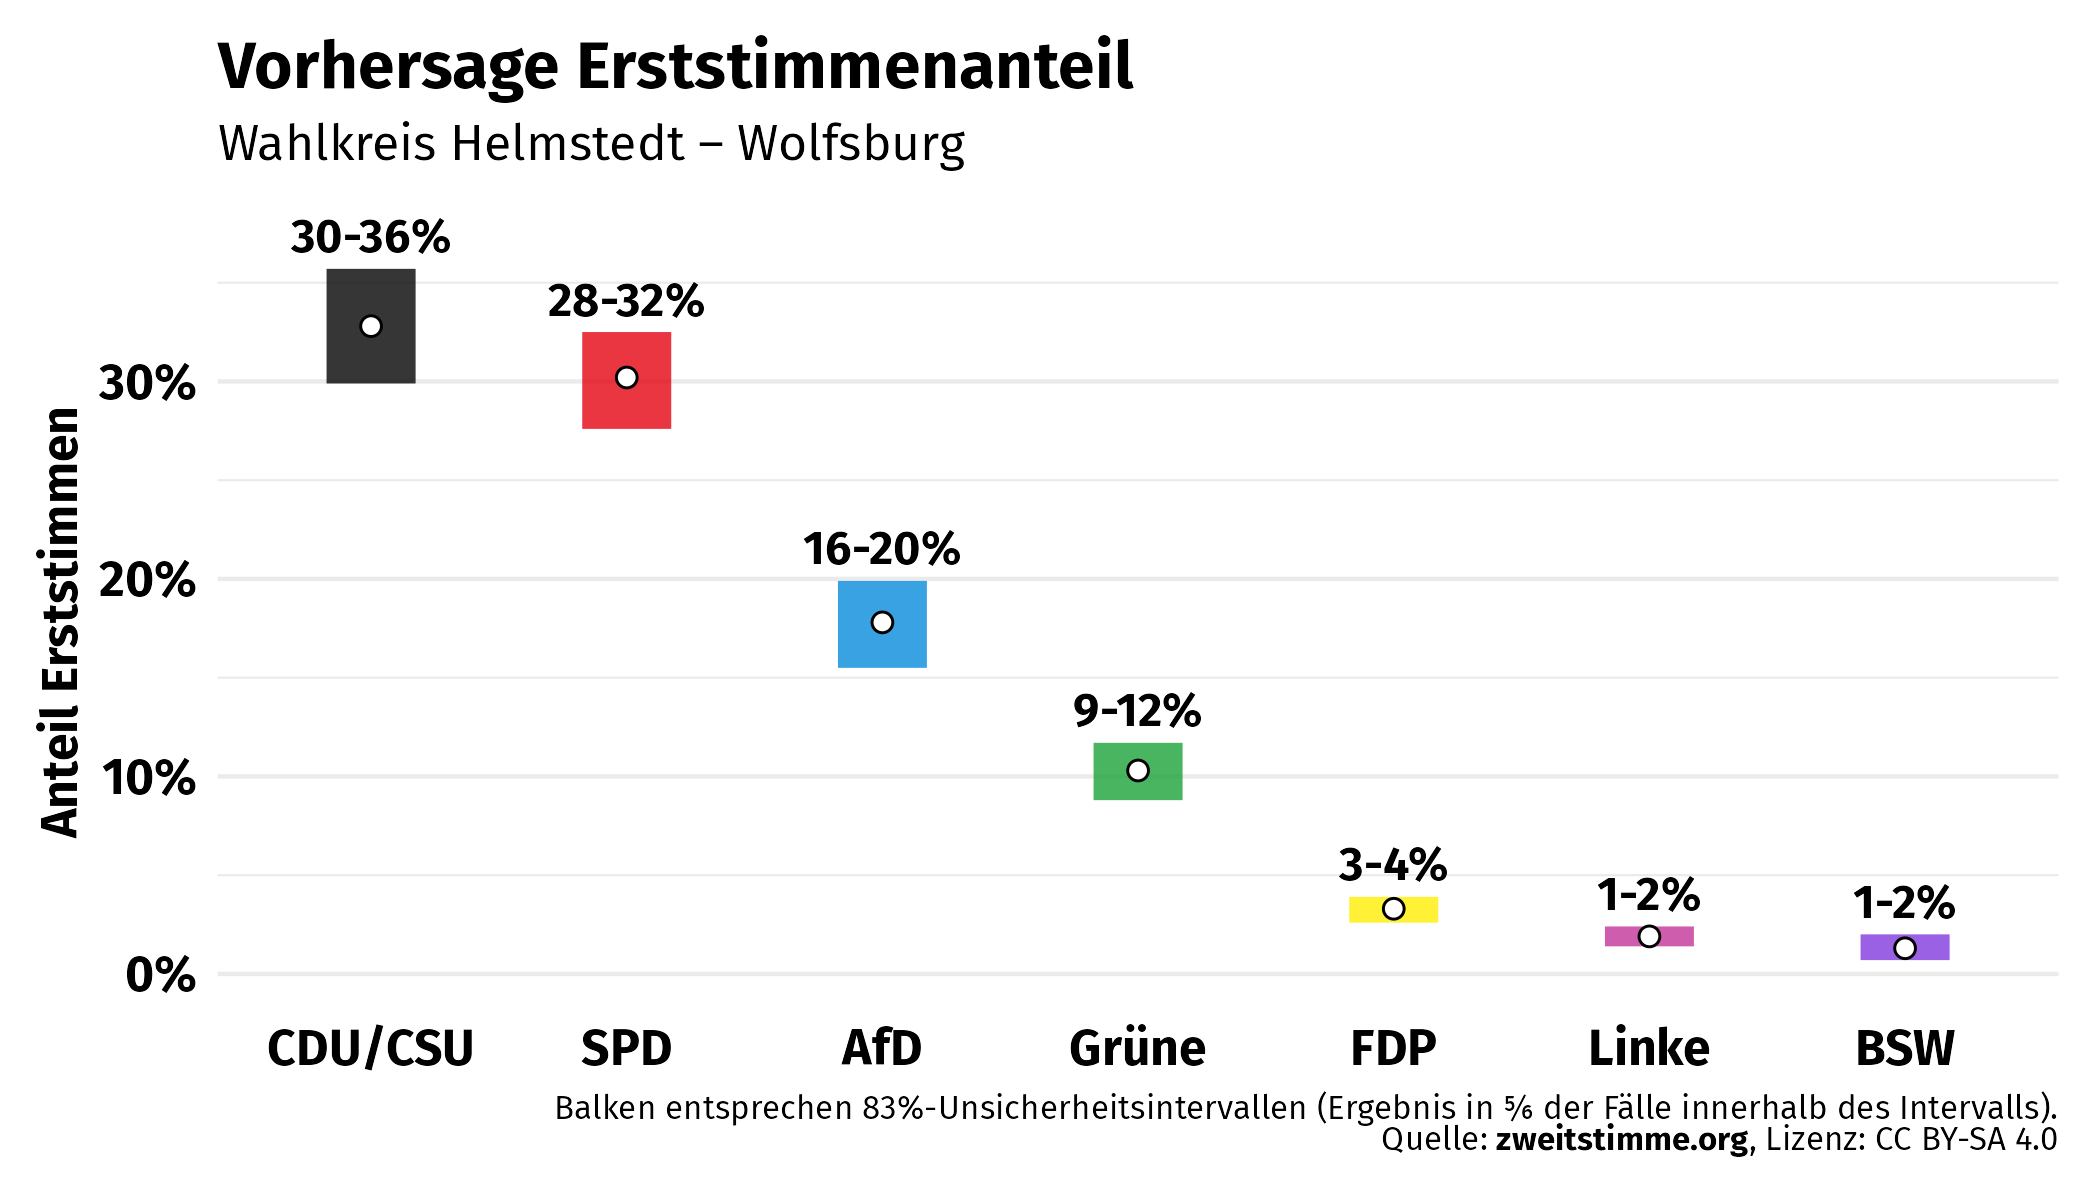 Vorhersage Erststimmenanteil
Wahlkreis Helmstedt – Wolfsburg
30-36%
28-32%
16-20%
9-12%
3-4%
1-2%
1-2%
30%
20%
10%
0%
Anteil Erststimmen
CDU/CSU SPD AfD Grüne FDP Linke BSW
Balken entsprechen 83%-Unsicherheitsintervallen (Ergebnis in ⅚ der Fälle innerhalb des Intervalls).
Quelle: zweitstimme.org, Lizenz: CC BY-SA 4.0